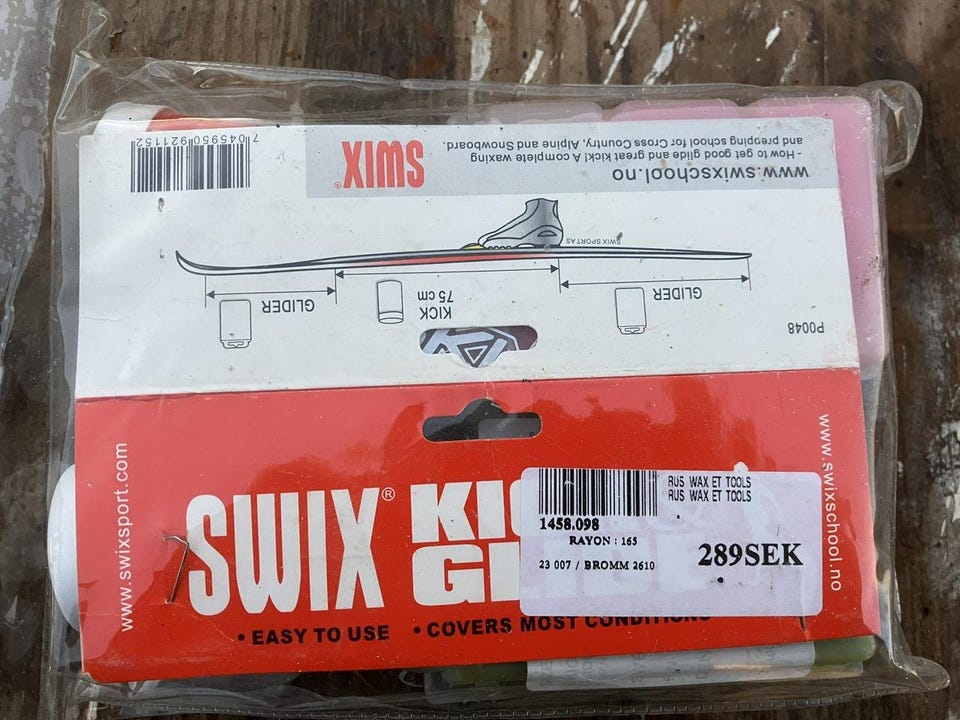 7 045950 921152
SWIX®
www.swixschool.no
- How to get good glide and great kick! A complete waxing
and prepping school for Cross Country, Alpine and Snowboard.
SWIX SPORT AS
GLIDER
KICK
75 cm
GLIDER
P0048
www.swixsport.com
www.swixschool.no
SWIX®
• EASY TO USE • COVERS MOST CONDITIONS
RUS WAX ET TOOLS
RUS WAX ET TOOLS
1458.098
RAYON : 165
23 007 / BROMM 2610
289SEK